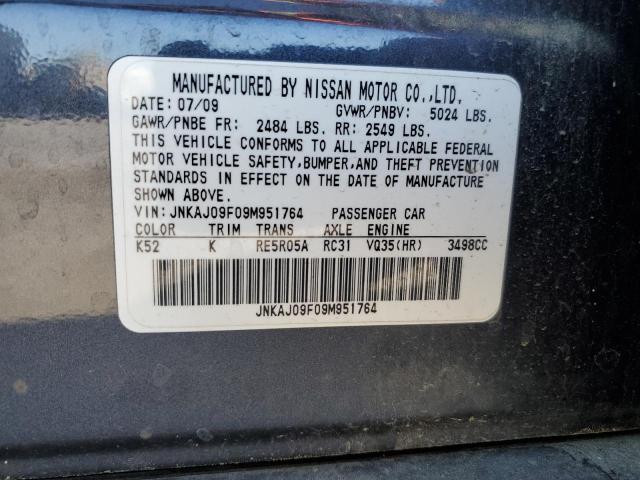 MANUFACTURED BY NISSAN MOTOR CO.,LTD.
DATE: 07/09 GVWR/PNBV: 5024 LBS.
GAWR/PNBE FR: 2484 LBS. RR: 2549 LBS.
THIS VEHICLE CONFORMS TO ALL APPLICABLE FEDERAL
MOTOR VEHICLE SAFETY,BUMPER,AND THEFT PREVENTION
STANDARDS IN EFFECT ON THE DATE OF MANUFACTURE
SHOWN ABOVE.
VIN: JNKAJ09F09M951764 PASSENGER CAR
COLOR TRIM TRANS AXLE ENGINE
K52 K RE5R05A RC31 VQ35(HR) 3498CC
JNKAJ09F09M951764